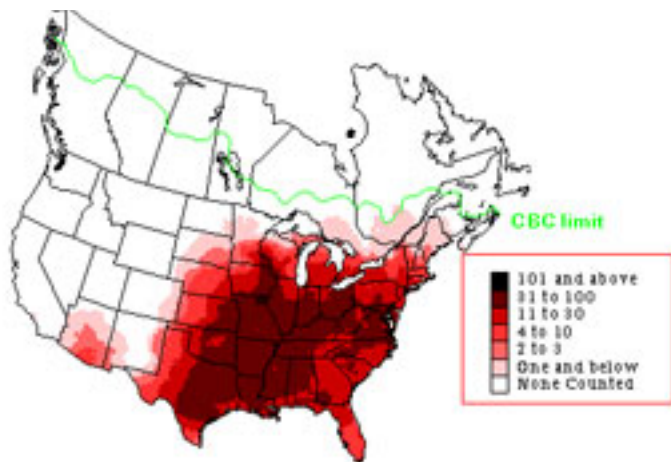 CBC limit
101 and above
31 to 100
11 to 30
4 to 10
2 to 3
One and below
None Counted